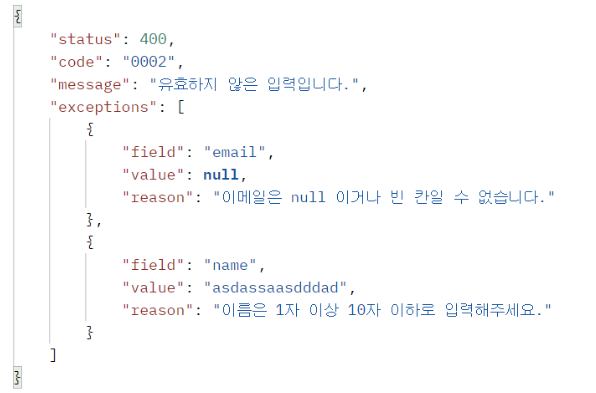 {
"status": 400,
"code": "0002",
"message": "유효하지 않은 입력입니다.",
"exceptions": [
{
"field": "email",
"value": null,
"reason": "이메일은 null 이거나 빈 칸일 수 없습니다."
},
{
"field": "name",
"value": "asdassaasdddad",
"reason": "이름은 1자 이상 10자 이하로 입력해주세요."
}
]
}